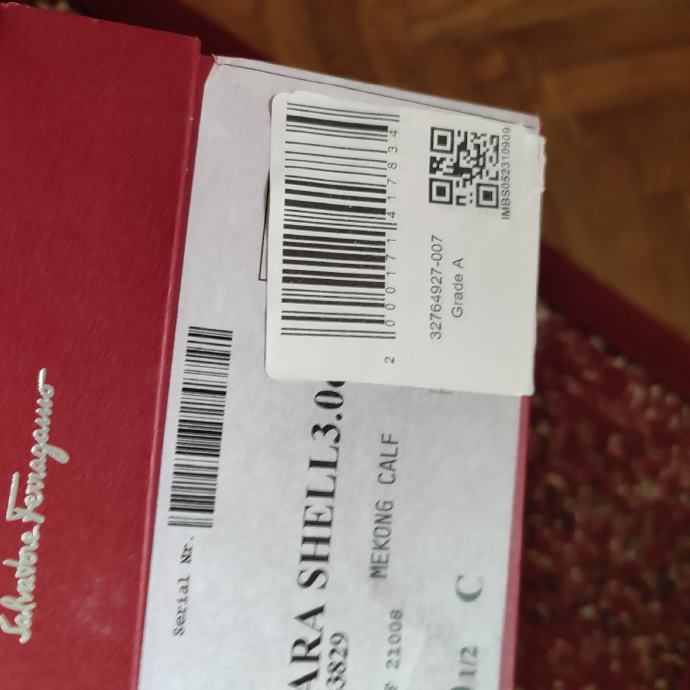 Salvatore Ferragamo
Serial Nr.
ARA SHELL3.0
3829
MEKONG CALF
21008
1/2 C
2 000171 417834
32764927-007
Grade A
IMBS052310909